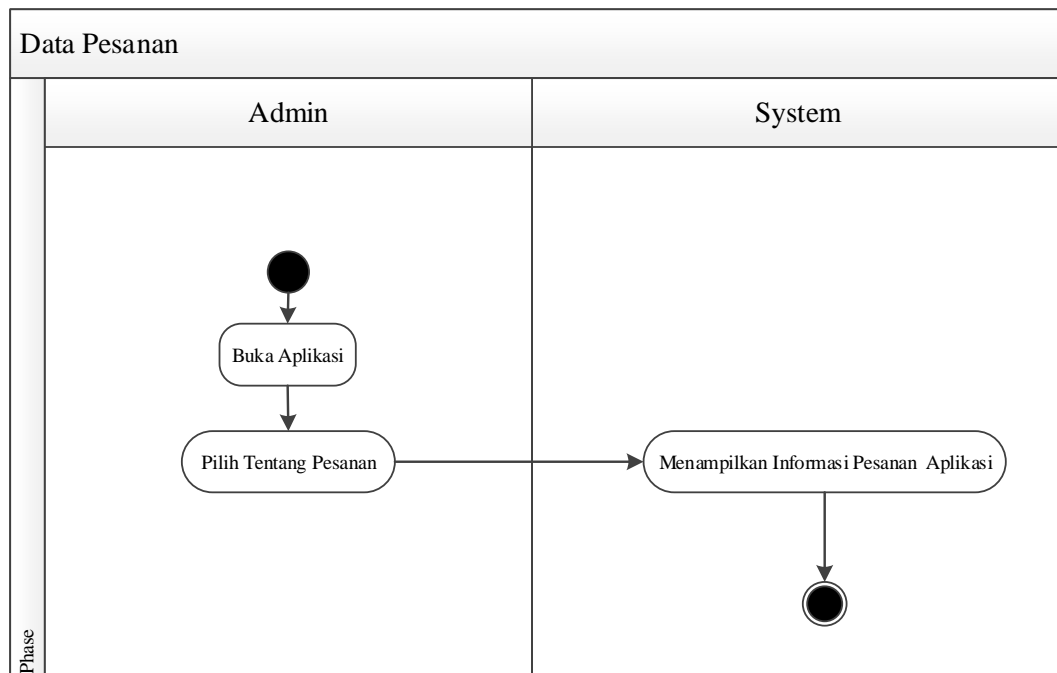 Data Pesanan
Admin
System
Buka Aplikasi
Pilih Tentang Pesanan
Menampilkan Informasi Pesanan Aplikasi
Phase